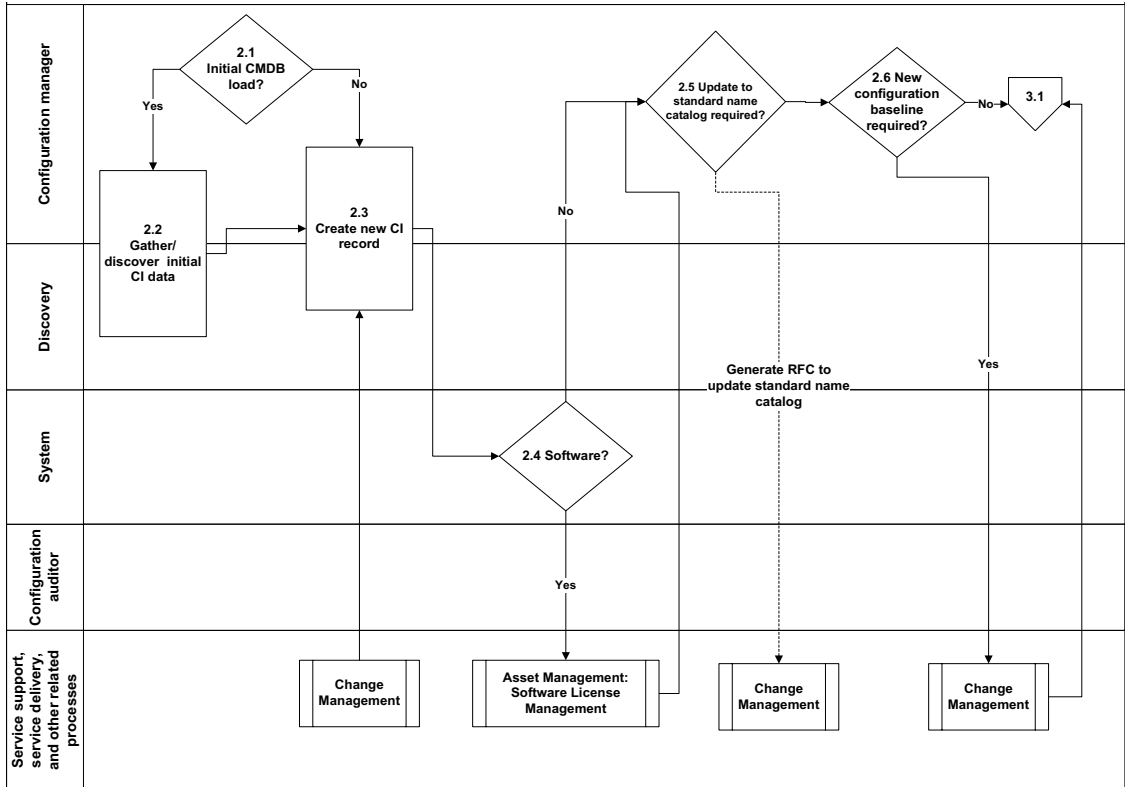 Configuration manager
2.1
Initial CMDB
load?
Yes
No
2.2
Gather/
discover initial
CI data
2.3
Create new CI
record
No
2.5 Update to
standard name
catalog required?
2.6 New
configuration
baseline
required?
No
3.1
Discovery
Generate RFC to
update standard name
catalog
Yes
System
2.4 Software?
Configuration
auditor
Yes
Service support,
service delivery,
and other related
processes
Change
Management
Asset Management:
Software License
Management
Change
Management
Change
Management